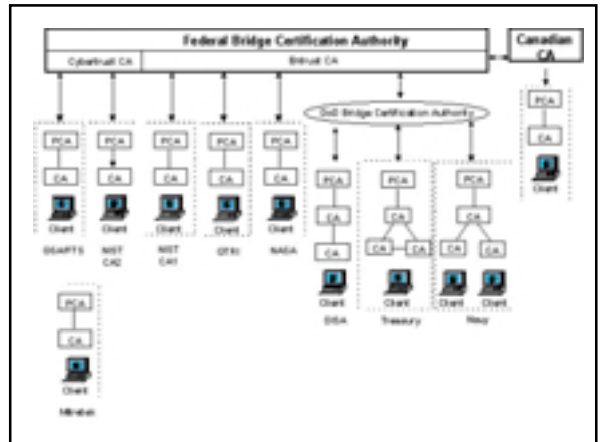 Federal Bridge Certification Authority
Canadian
CA
Cybertrust CA
Entrust CA
DoD Bridge Certification Authority
PCA
PCA
PCA
PCA
PCA
PCA
CA
CA
CA
CA
CA
CA
Client
PCA
PCA
PCA
Client
Client
Client
Client
Client
CA
CA
CA
NIST
CA2
NIST
CA1
GTRI
NASA
CA
CA
CA
CA
CA
Client
Client
Client
Client
DISA
Treasury
Navy
PCA
CA
Client
Mitretek